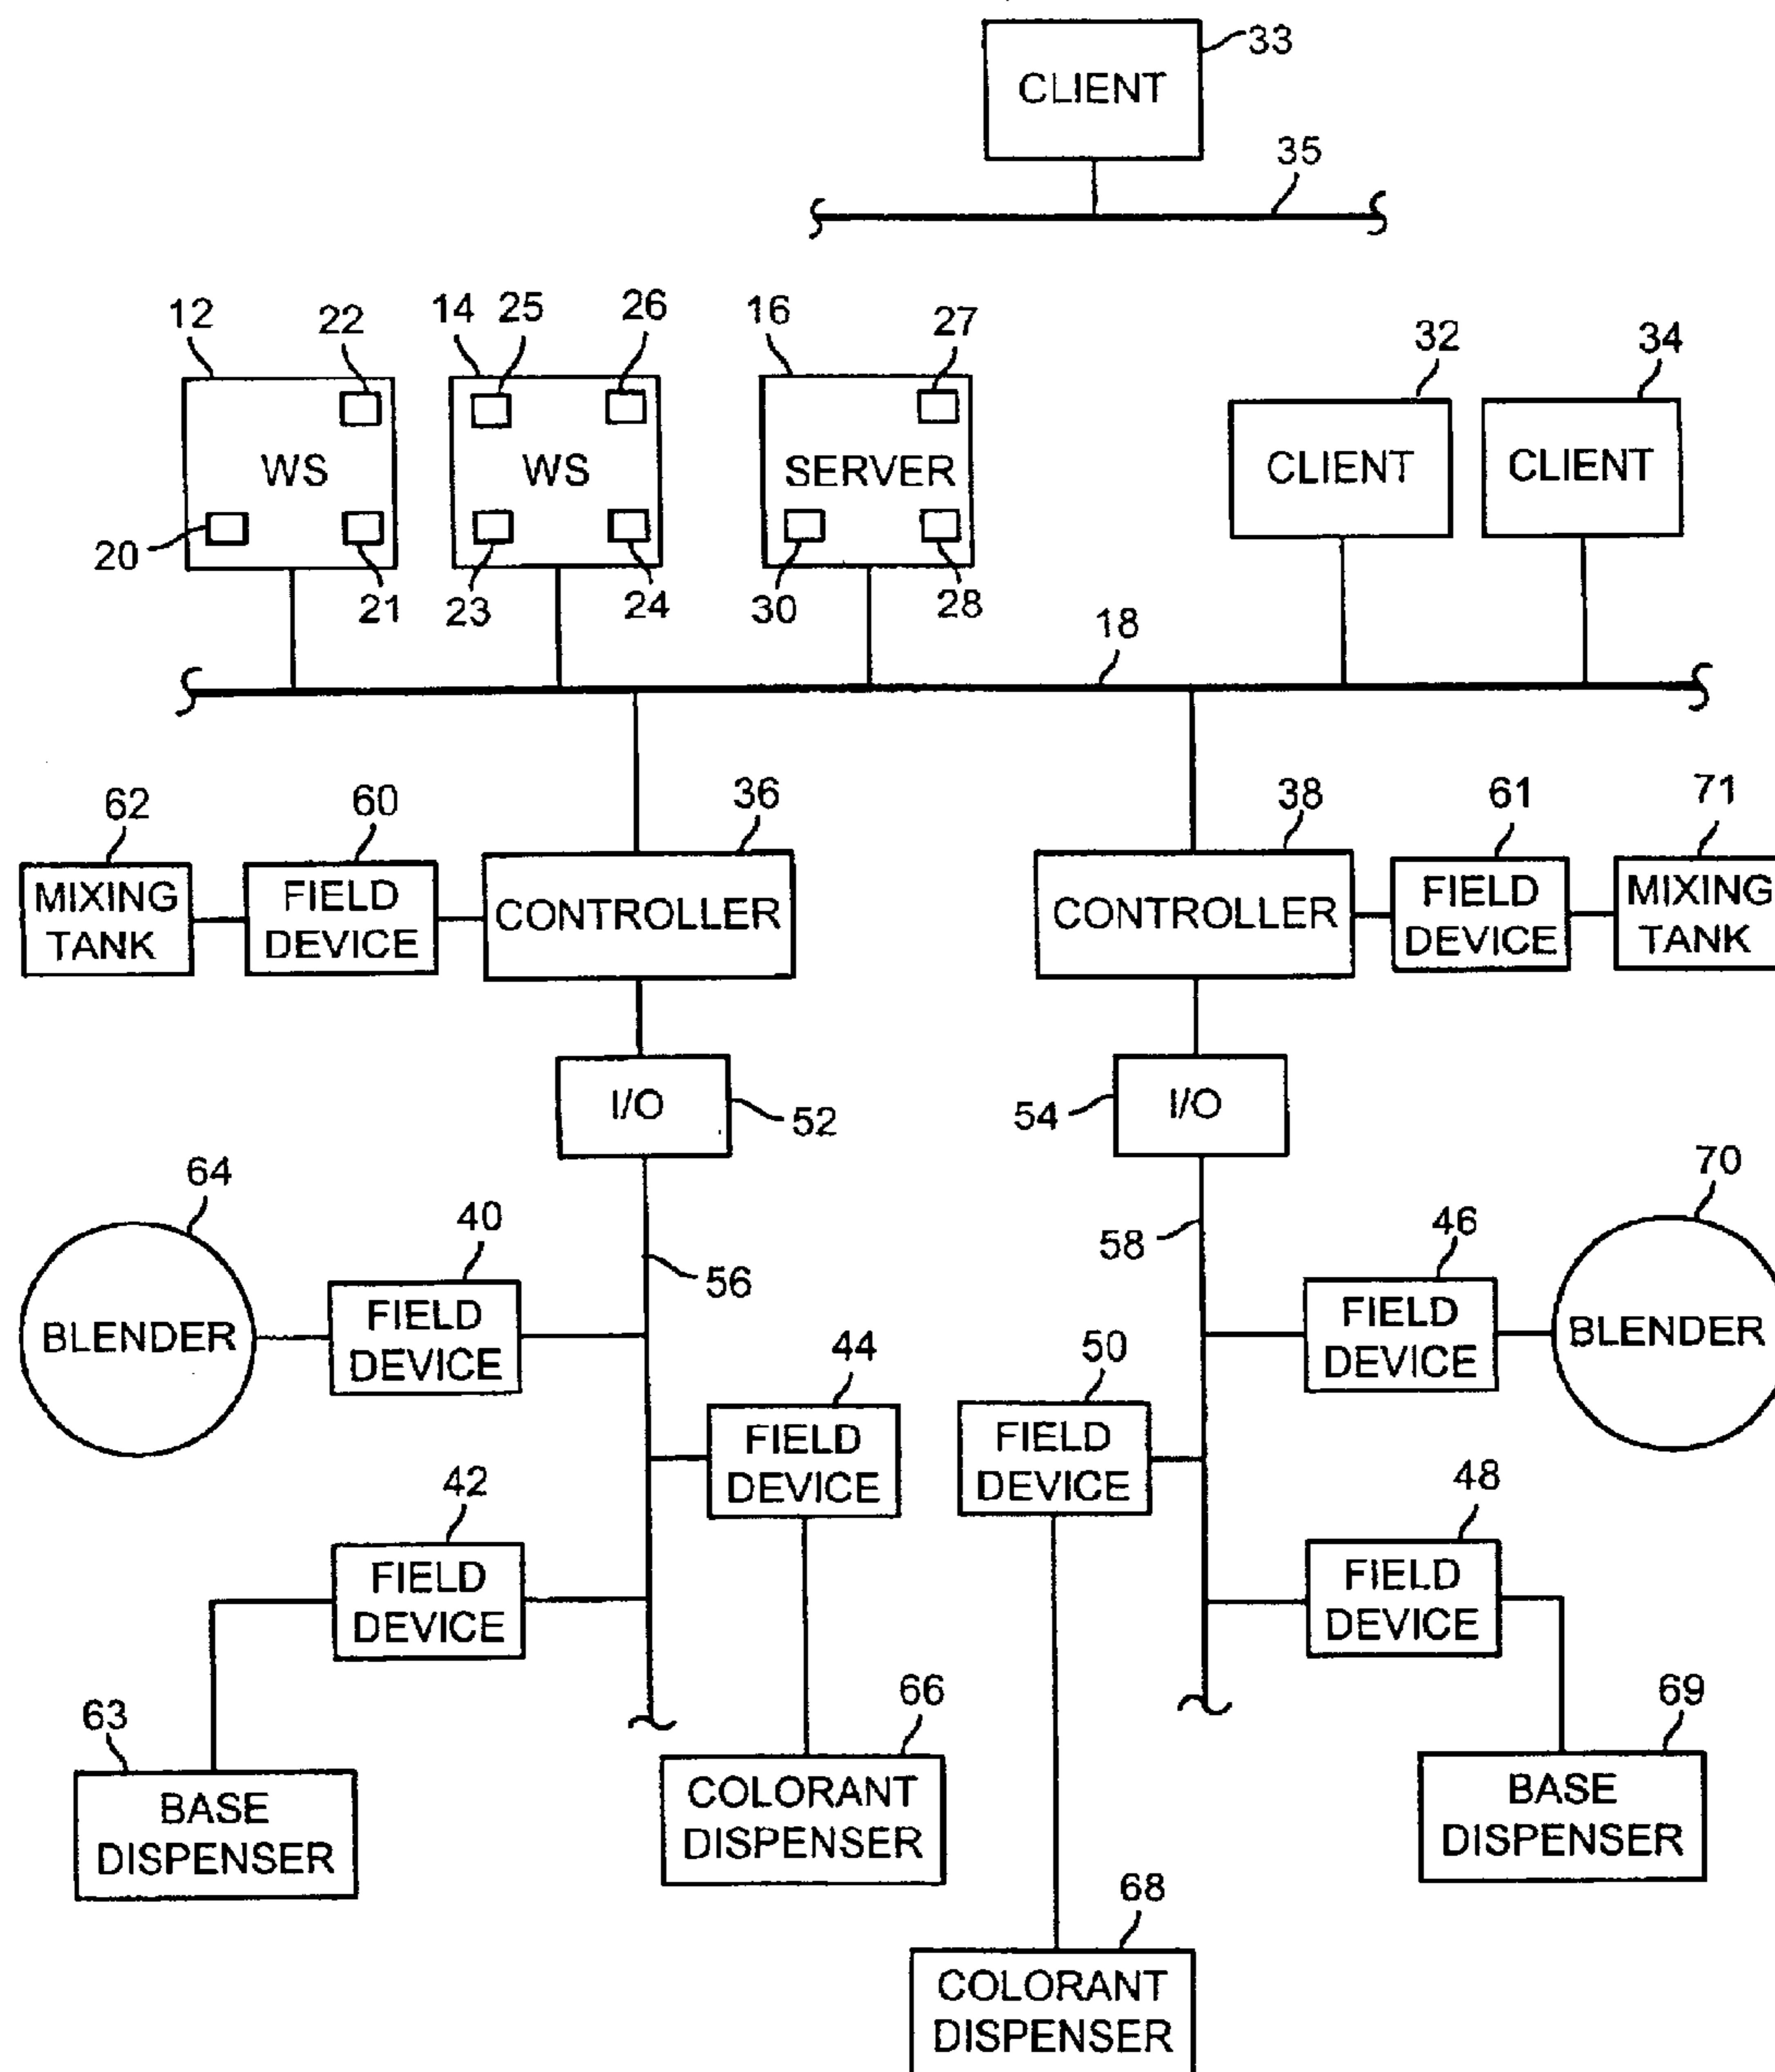 33
CLIENT
35
12
22
14
25
26
16
27
32
34
WS
WS
SERVER
CLIENT
CLIENT
20
21
23
24
30
28
18
62
60
36
38
61
71
MIXING
TANK
FIELD
DEVICE
CONTROLLER
CONTROLLER
FIELD
DEVICE
MIXING
TANK
I/O
52
54
I/O
64
40
56
58
46
70
BLENDER
FIELD
DEVICE
FIELD
DEVICE
BLENDER
44
50
FIELD
DEVICE
FIELD
DEVICE
42
48
FIELD
DEVICE
FIELD
DEVICE
63
66
69
BASE
DISPENSER
COLORANT
DISPENSER
BASE
DISPENSER
68
COLORANT
DISPENSER